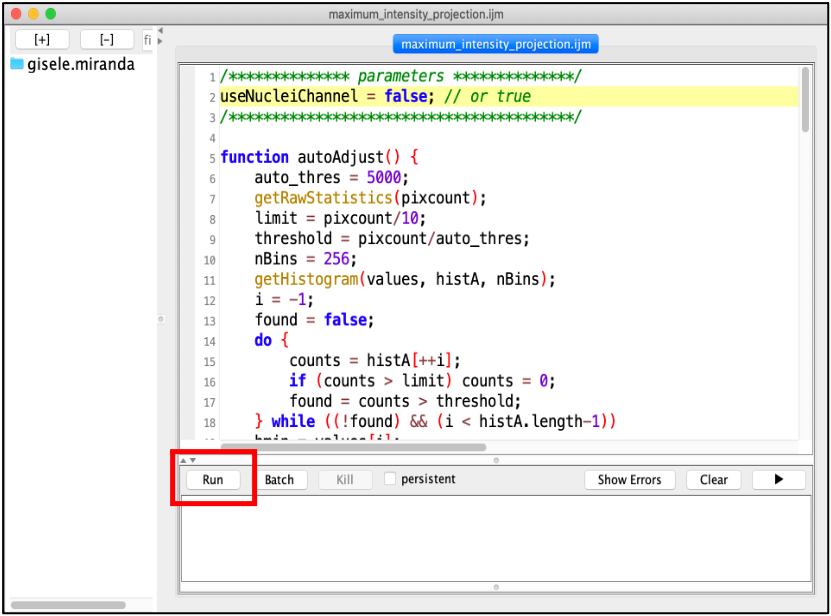 maximum_intensity_projection.ijm
[+] [-] fi
gisele.miranda
maximum_intensity_projection.ijm
1 /************** parameters **************/
2 useNucleiChannel = false; // or true
3 /*****************************************/
4
5 function autoAdjust() {
6 auto_thres = 5000;
7 getRawStatistics(pixcount);
8 limit = pixcount/10;
9 threshold = pixcount/auto_thres;
10 nBins = 256;
11 getHistogram(values, histA, nBins);
12 i = -1;
13 found = false;
14 do {
15 counts = histA[++i];
16 if (counts > limit) counts = 0;
17 found = counts > threshold;
18 } while ((!found) && (i < histA.length-1))
hmin = values[i];
Run Batch Kill persistent Show Errors Clear